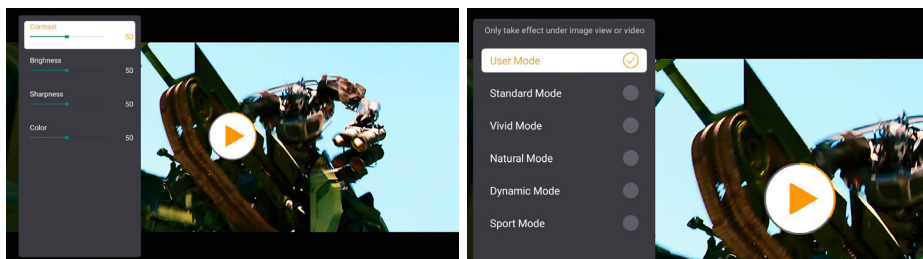 Contrast
50
Brighness
50
Sharpness
50
Color
50
Only take effect under image view or video
User Mode
Standard Mode
Vivid Mode
Natural Mode
Dynamic Mode
Sport Mode